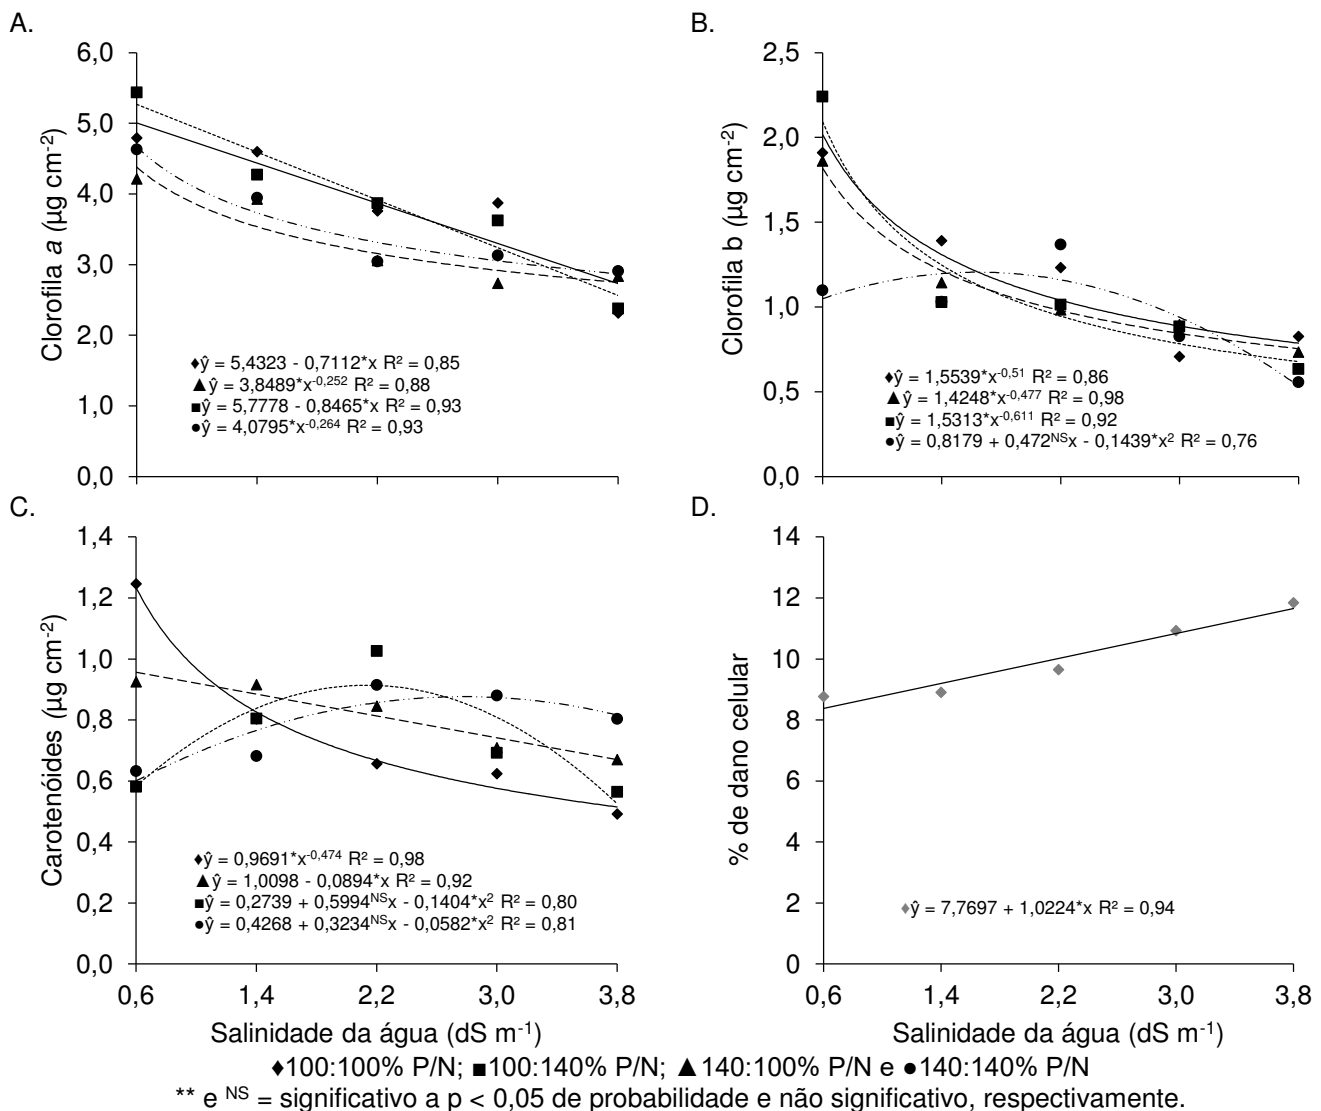 A.
Clorofila a (µg cm-2)
6,0
5,0
4,0
3,0
2,0
1,0
0,0
♦ŷ = 5,4323 - 0,7112*x R² = 0,85
▲ŷ = 3,8489*x-0,252 R² = 0,88
■ŷ = 5,7778 - 0,8465*x R² = 0,93
●ŷ = 4,0795*x-0,264 R² = 0,93
B.
Clorofila b (µg cm-2)
2,5
2,0
1,5
1,0
0,5
0,0
♦ŷ = 1,5539*x-0,51 R² = 0,86
▲ŷ = 1,4248*x-0,477 R² = 0,98
■ŷ = 1,5313*x-0,611 R² = 0,92
●ŷ = 0,8179 + 0,472NSx - 0,1439*x² R² = 0,76
C.
Carotenóides (µg cm-2)
1,4
1,2
1,0
0,8
0,6
0,4
0,2
0,0
♦ŷ = 0,9691*x-0,474 R² = 0,98
▲ŷ = 1,0098 - 0,0894*x R² = 0,92
■ŷ = 0,2739 + 0,5994NSx - 0,1404*x² R² = 0,80
●ŷ = 0,4268 + 0,3234NSx - 0,0582*x² R² = 0,81
0,6 1,4 2,2 3,0 3,8
Salinidade da água (dS m-1)
D.
% de dano celular
14
12
10
8
6
4
2
0
♦ŷ = 7,7697 + 1,0224*x R² = 0,94
0,6 1,4 2,2 3,0 3,8
Salinidade da água (dS m-1)
♦100:100% P/N; ■100:140% P/N; ▲140:100% P/N e ●140:140% P/N
** e NS = significativo a p < 0,05 de probabilidade e não significativo, respectivamente.